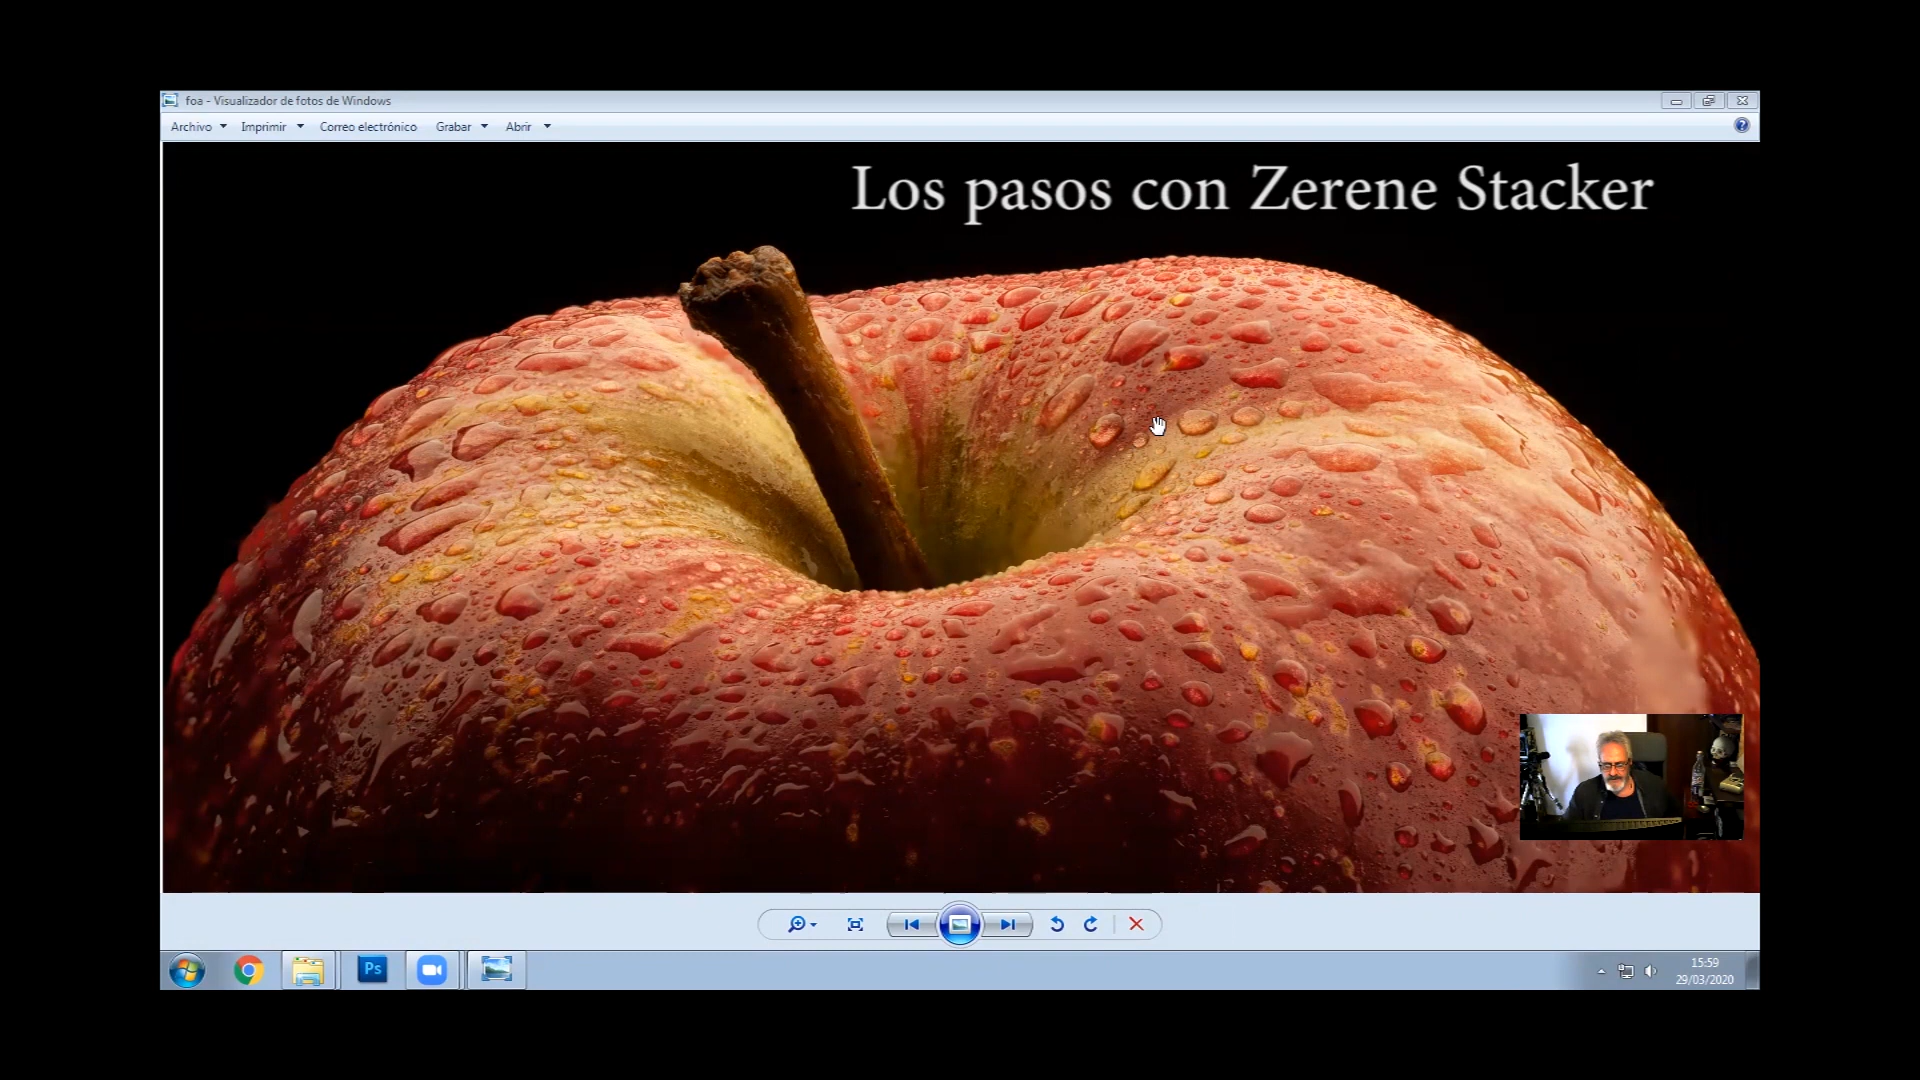 foa - Visualizador de fotos de Windows
Archivo Imprimir Correo electrónico Grabar Abrir
Los pasos con Zerene Stacker
Ps
15:59
29/03/2020